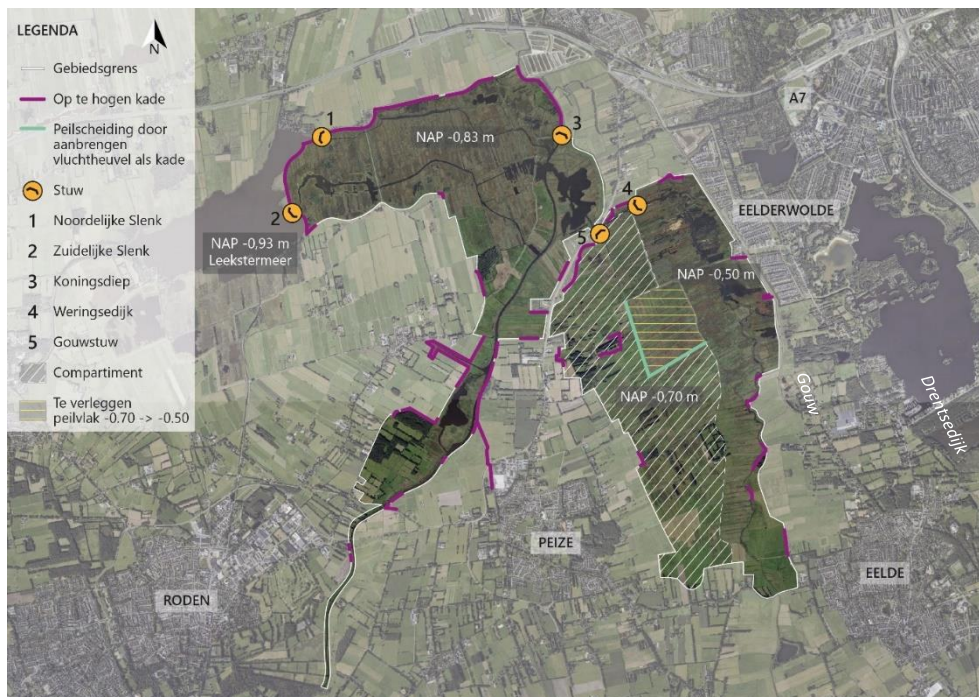 LEGENDA
N
Gebiedsgrens
Op te hogen kade
Peilscheiding door
aanbrengen
vluchtheuvel als kade
Stuw
1 Noordelijke Slenk
2 Zuidelijke Slenk
3 Koningsdiep
4 Weringsedijk
5 Gouwstuw
Compartiment
Te verleggen
peilvlak -0.70 -> -0.50
A7
1
NAP -0,83 m
3
4
2
EELDERWOLDE
5
NAP -0,93 m
Leekstermeer
NAP -0,50 m
NAP -0,70 m
Gouw
Drentsedijk
PEIZE
EELDE
RODEN